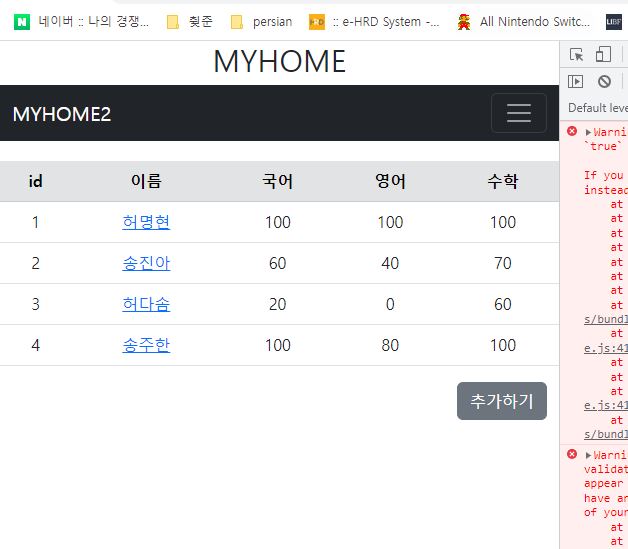 네이버 :: 나의 경쟁... 휮준 persian :: e-HRD System -... All Nintendo Switc... LIBF
MYHOME
MYHOME2
Default leve
id 이름 국어 영어 수학
1 허명현 100 100 100
2 송진아 60 40 70
3 허다솜 20 0 60
4 송주한 100 80 100
추가하기
Warni
`true`
If you
instead
at
at
at
at
at
at
at
at
s/bundl
at
e.js:41
at
at
at
e.js:41
at
s/bundl
Warni
validat
appear
have an
of your
at
at